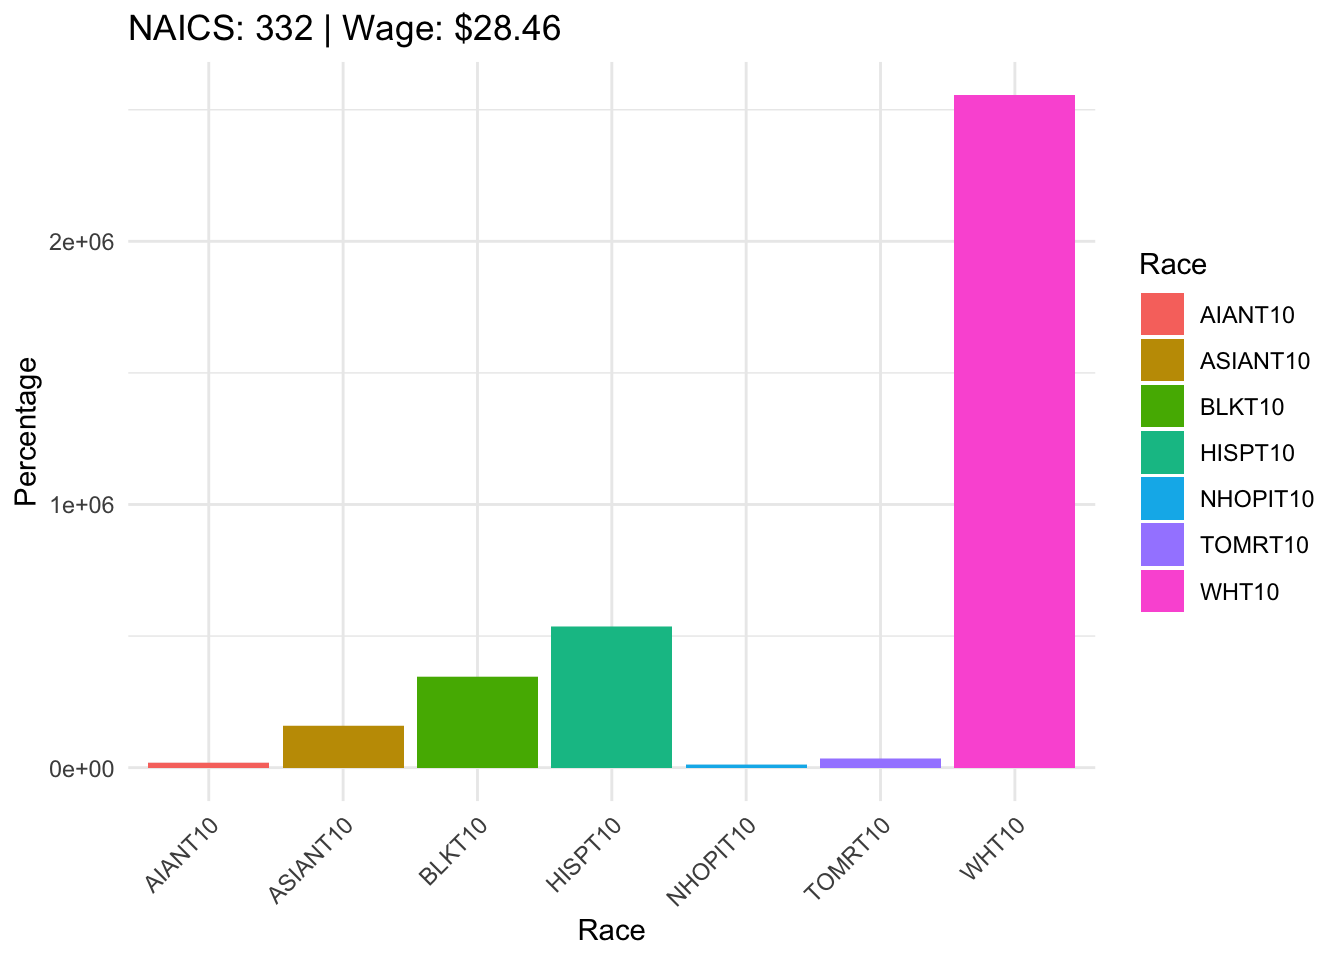 NAICS: 332 | Wage: $28.46
Percentage
2e+06
1e+06
0e+00
AIANT10
ASIANT10
BLKT10
HISPT10
NHOPIT10
TOMRT10
WHT10
Race
Race
AIANT10
ASIANT10
BLKT10
HISPT10
NHOPIT10
TOMRT10
WHT10